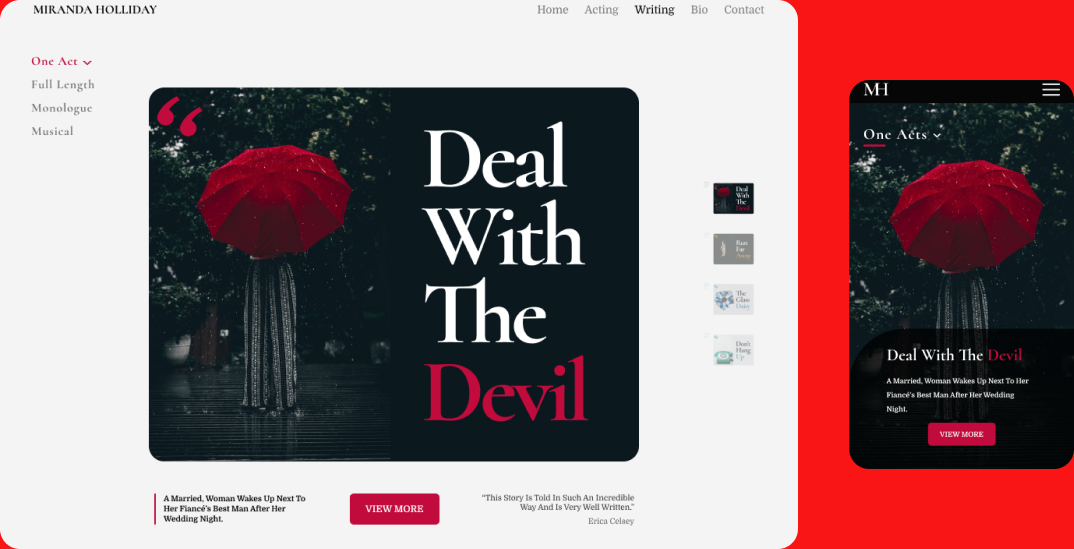 MIRANDA HOLLIDAY
Home Acting Writing Bio Contact
One Act
Full Length
Monologue
Musical
“
Deal
With
The
Devil
Deal
With
The
Devil
Run
Far
Away
The
Glass
Daisy
Don't
Hang
Up
A Married, Woman Wakes Up Next To
Her Fiancé's Best Man After Her
Wedding Night.
VIEW MORE
“This Story Is Told In Such An Incredible
Way And Is Very Well Written.”
Erica Celsey
MH
One Acts
Deal With The Devil
A Married, Woman Wakes Up Next To Her
Fiancé's Best Man After Her Wedding
Night.
VIEW MORE